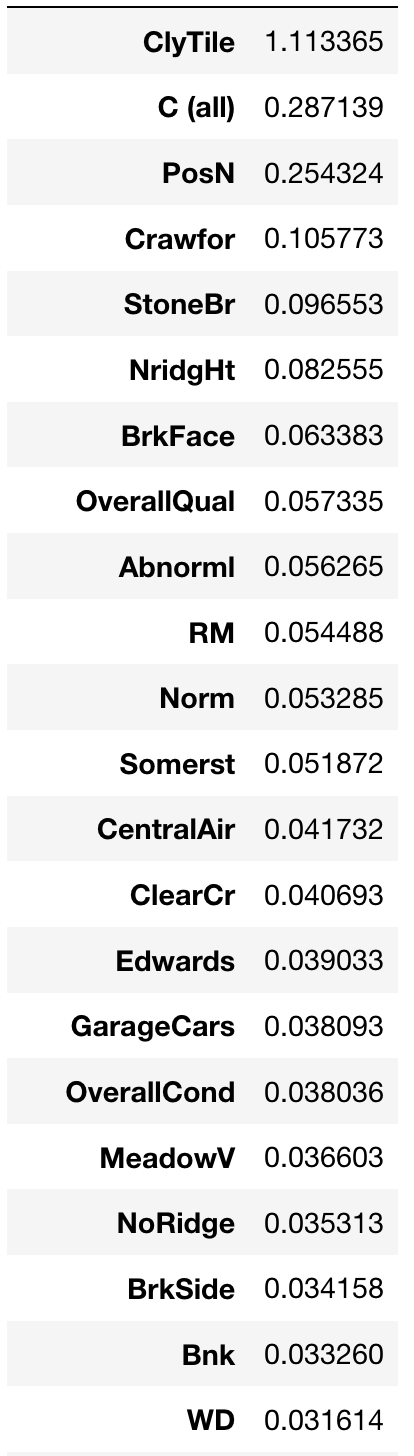 ClyTile 1.113365
C (all) 0.287139
PosN 0.254324
Crawfor 0.105773
StoneBr 0.096553
NridgHt 0.082555
BrkFace 0.063383
OverallQual 0.057335
Abnorml 0.056265
RM 0.054488
Norm 0.053285
Somerst 0.051872
CentralAir 0.041732
ClearCr 0.040693
Edwards 0.039033
GarageCars 0.038093
OverallCond 0.038036
MeadowV 0.036603
NoRidge 0.035313
BrkSide 0.034158
Bnk 0.033260
WD 0.031614